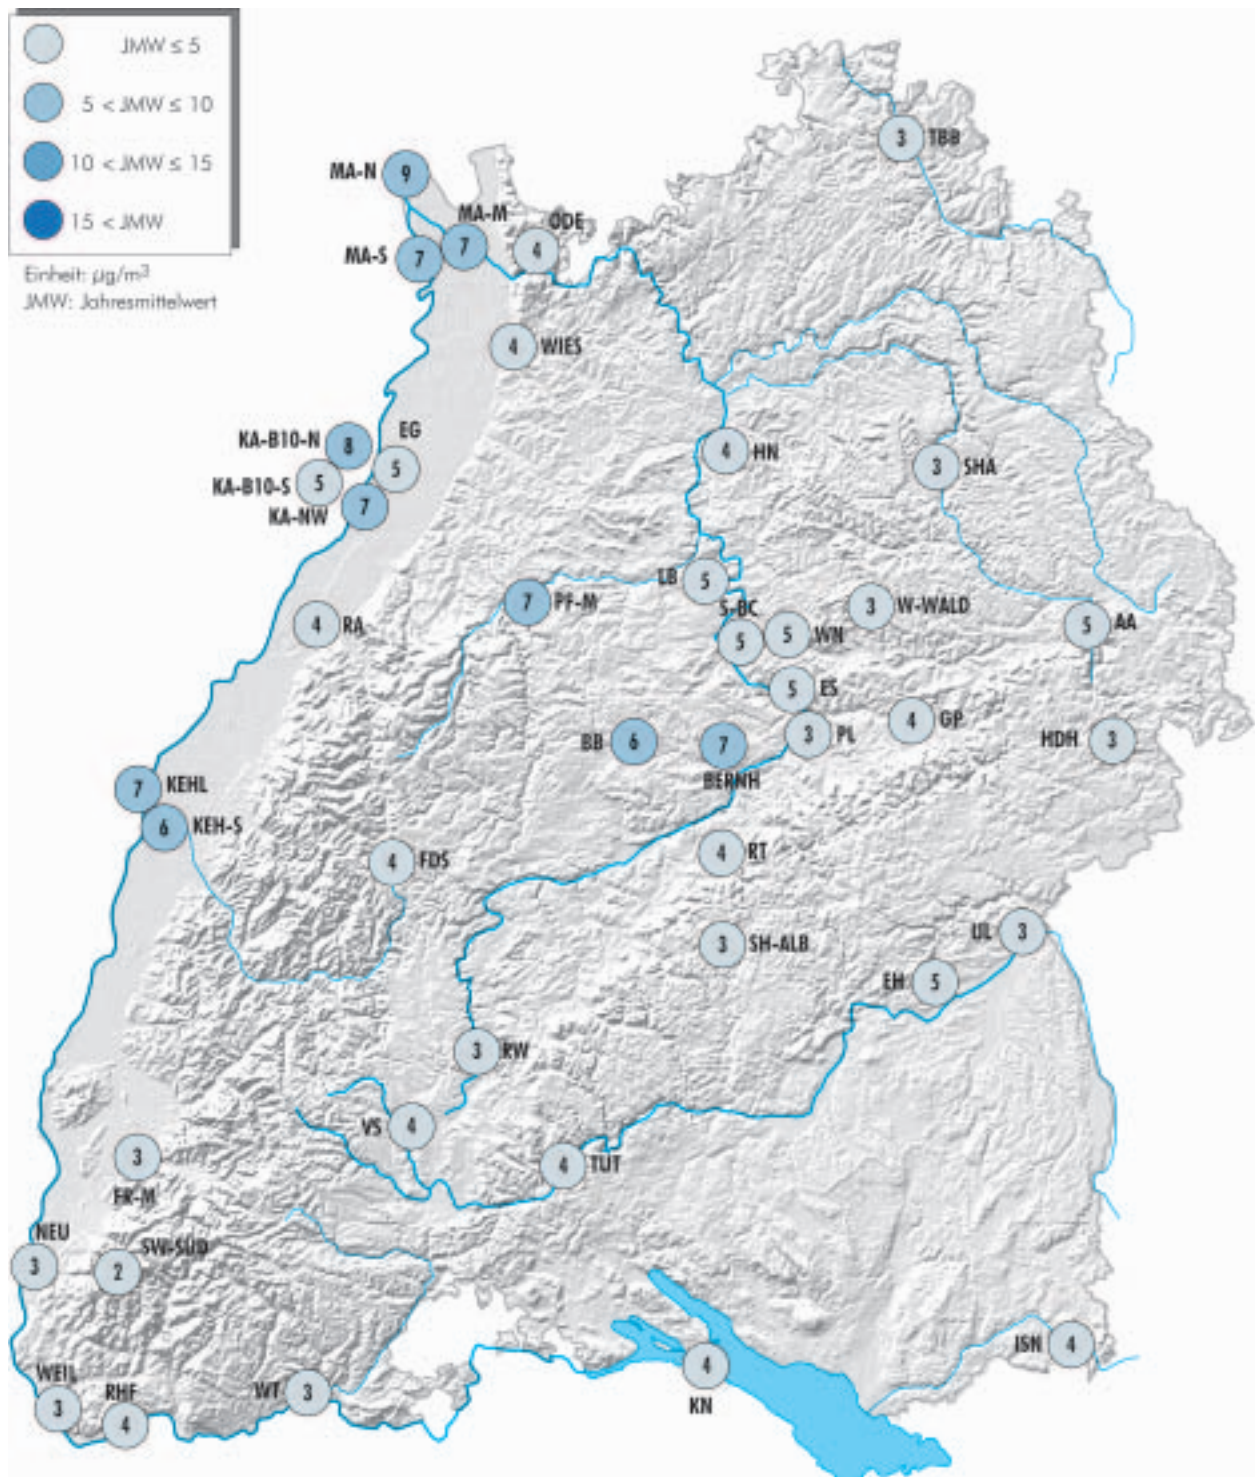 JMW ≤ 5
5 < JMW ≤ 10
10 < JMW ≤ 15
15 < JMW
Einheit: µg/m³
JMW: Jahresmittelwert
3 TBB
MA-N 9
MA-M
7
ODE
4
MA-S 7
4 WIES
KA-B10-N 8
EG
5
KA-B10-S 5
KA-NW 7
4 HN
3 SHA
LB 5
7 PF-M
S-BC
5
5 WN
3 W-WALD
5 AA
4 RA
5 ES
BB 6
7
BERNH
3 PL
4 GP
HDH 3
7 KEHL
6 KEH-S
4 FDS
4 RT
3 SH-ALB
UL 3
EH 5
3 RW
VS 4
4 TUT
3
FR-M
NEU
3
SW-SÜD
2
WEIL
3
RHF
4
WT 3
4
KN
ISN 4